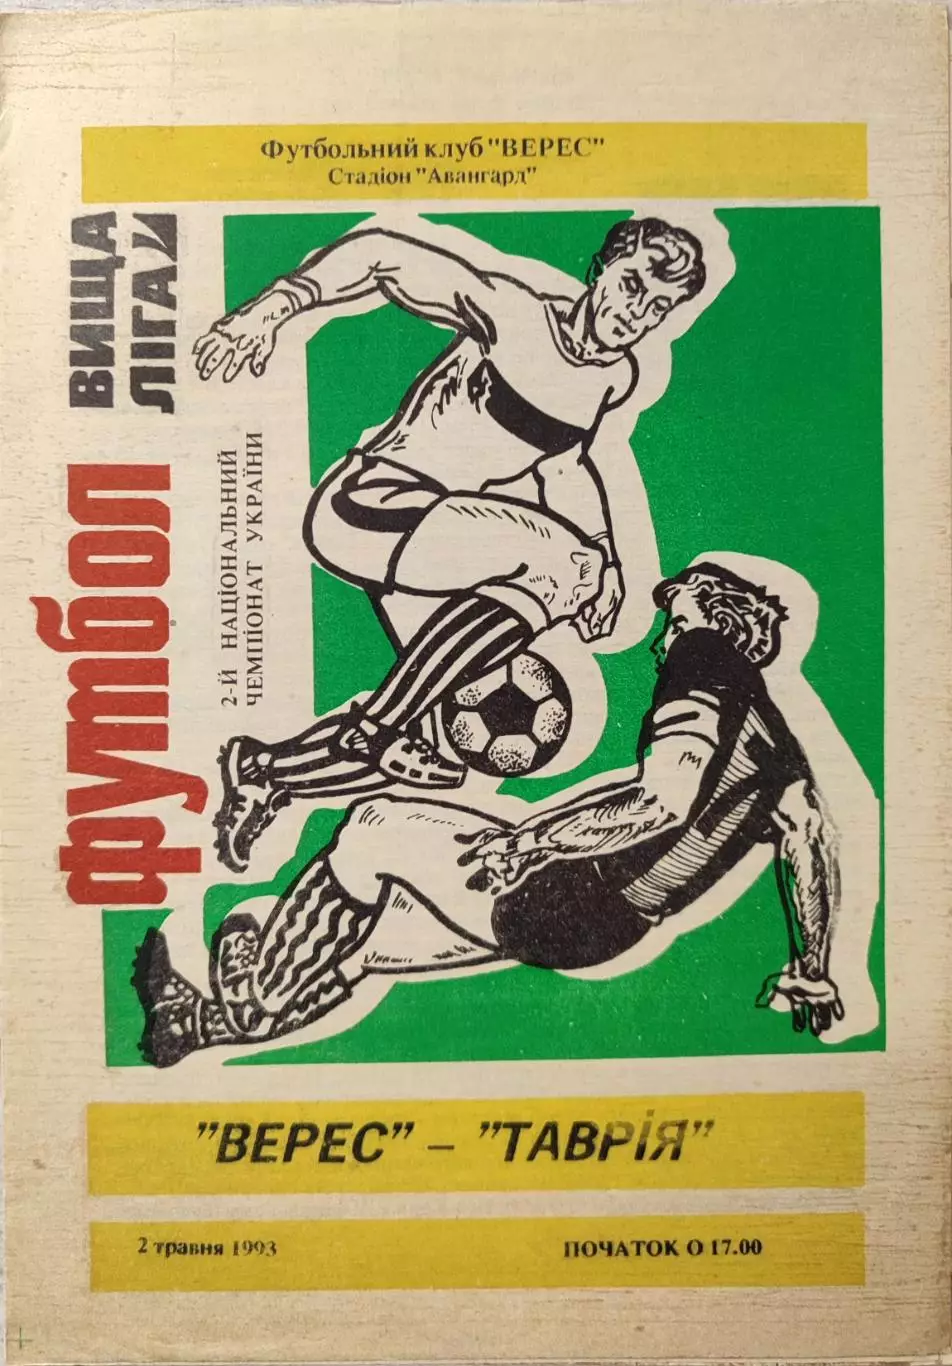 Футбольний клуб "ВЕРЕС"
Стадіон "Авангард"
ВИЩА
ЛІГА
ФУТБОЛ
2-Й НАЦІОНАЛЬНИЙ
ЧЕМПІОНАТ УКРАЇНИ
"ВЕРЕС" – "ТАВРІЯ"
2 травня 1993
ПОЧАТОК О 17.00